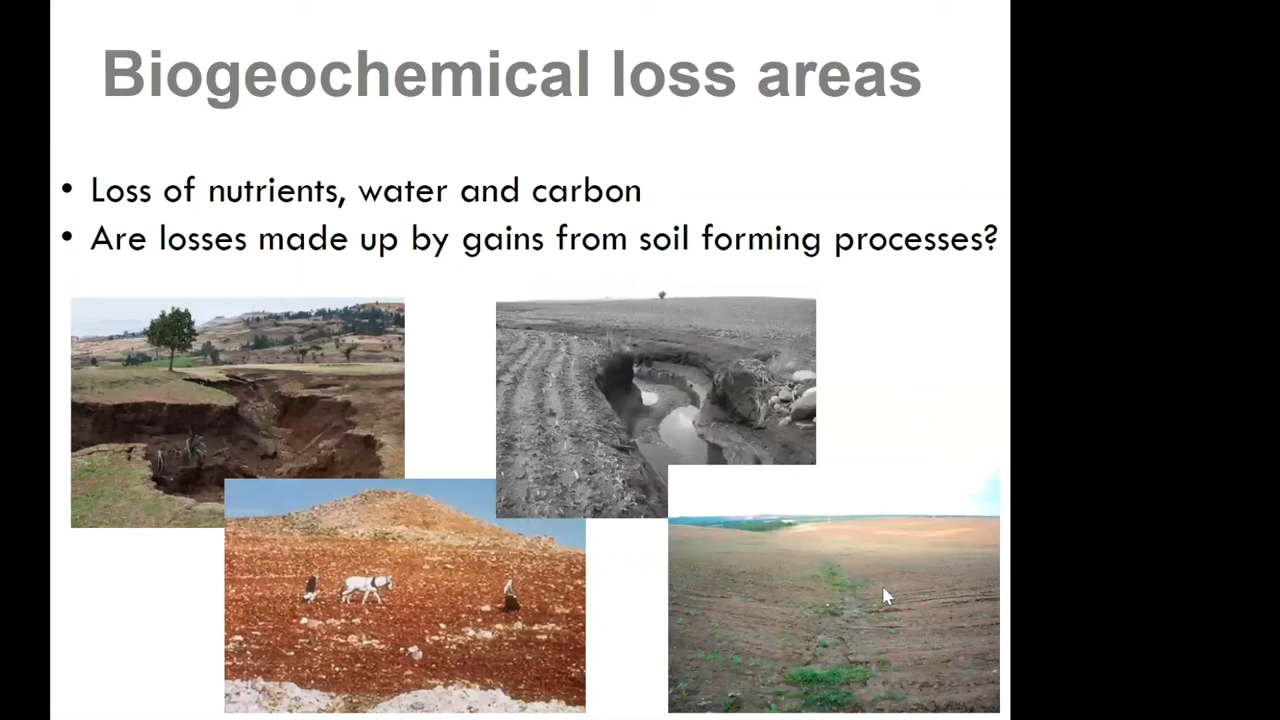 Biogeochemical loss areas
• Loss of nutrients, water and carbon
• Are losses made up by gains from soil forming processes?